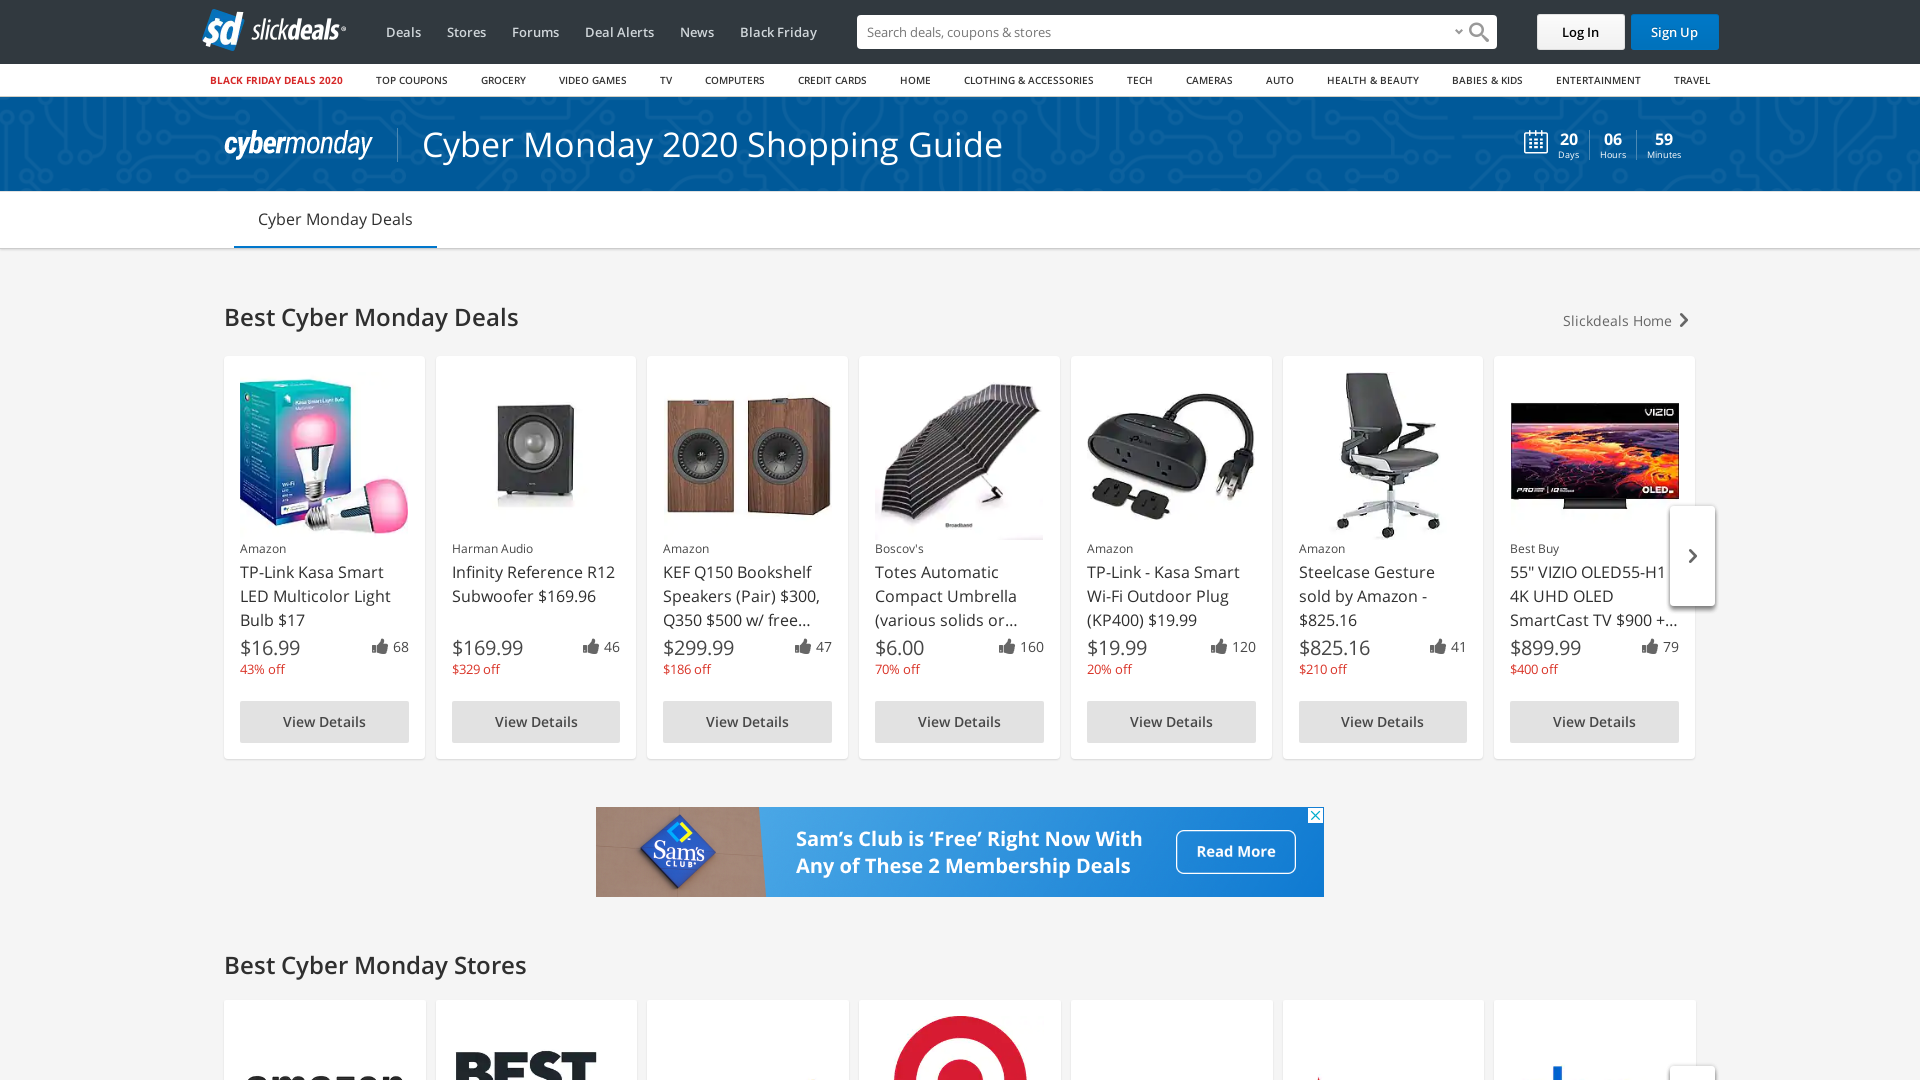 sd slickdeals
Deals
Stores
Forums
Deal Alerts
News
Black Friday
Search deals, coupons & stores
Log In
Sign Up
BLACK FRIDAY DEALS 2020
TOP COUPONS
GROCERY
VIDEO GAMES
TV
COMPUTERS
CREDIT CARDS
HOME
CLOTHING & ACCESSORIES
TECH
CAMERAS
AUTO
HEALTH & BEAUTY
BABIES & KIDS
ENTERTAINMENT
TRAVEL
cybermonday
Cyber Monday 2020 Shopping Guide
20
Days
06
Hours
59
Minutes
Cyber Monday Deals
Best Cyber Monday Deals
Slickdeals Home
Amazon
TP-Link Kasa Smart
LED Multicolor Light
Bulb $17
$16.99
68
43% off
View Details
Harman Audio
Infinity Reference R12
Subwoofer $169.96
$169.99
46
$329 off
View Details
Amazon
KEF Q150 Bookshelf
Speakers (Pair) $300,
Q350 $500 w/ free...
$299.99
47
$186 off
View Details
Broadband
Boscov's
Totes Automatic
Compact Umbrella
(various solids or...
$6.00
160
70% off
View Details
Amazon
TP-Link - Kasa Smart
Wi-Fi Outdoor Plug
(KP400) $19.99
$19.99
120
20% off
View Details
Amazon
Steelcase Gesture
sold by Amazon -
$825.16
$825.16
41
$210 off
View Details
VIZIO
OLED
Best Buy
55" VIZIO OLED55-H1
4K UHD OLED
SmartCast TV $900 +...
$899.99
79
$400 off
View Details
Sam's
CLUB
Sam's Club is 'Free' Right Now With
Any of These 2 Membership Deals
Read More
Best Cyber Monday Stores
amazon
BEST